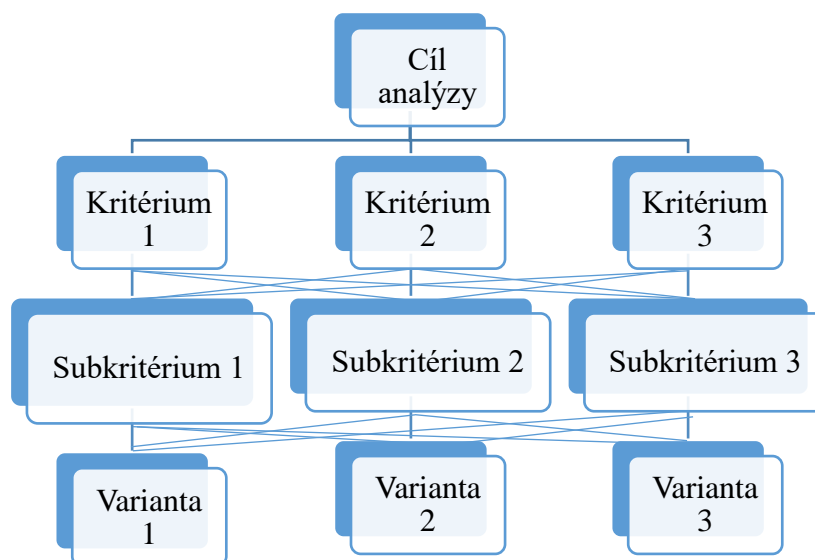 Cíl
analýzy
Kritérium
1
Kritérium
2
Kritérium
3
Subkritérium 1
Subkritérium 2
Subkritérium 3
Varianta
1
Varianta
2
Varianta
3